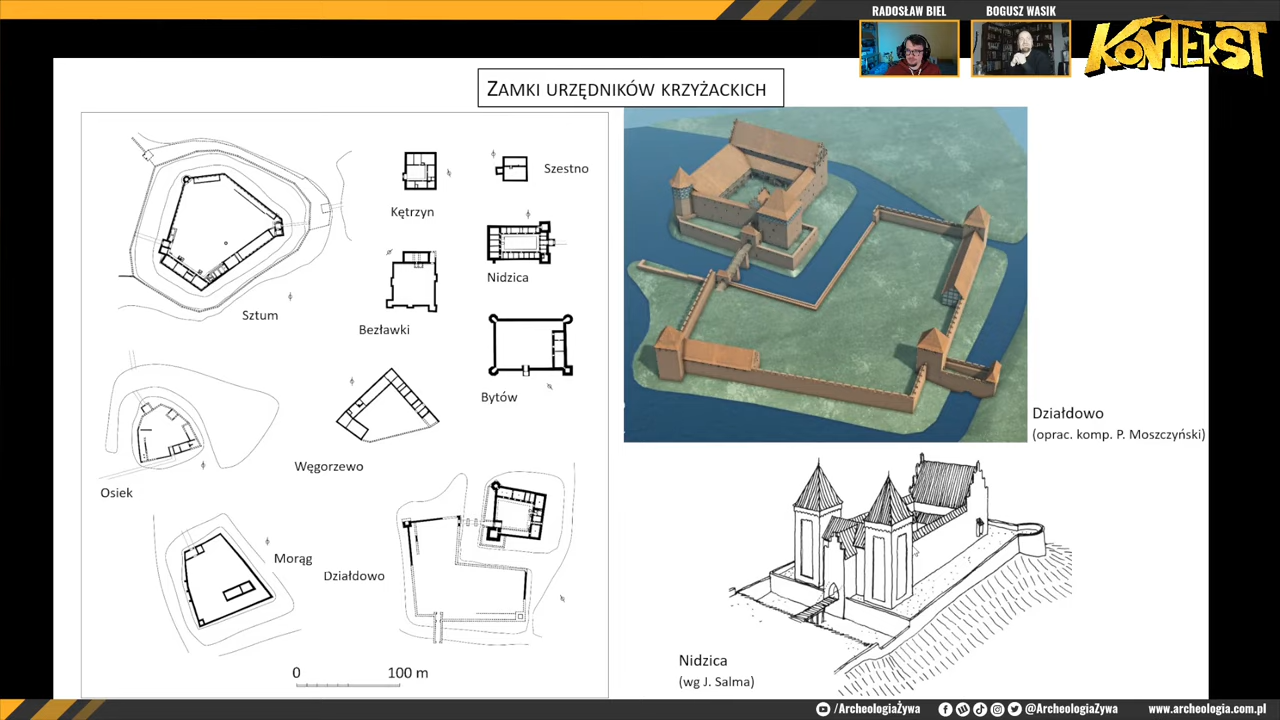 RADOSŁAW BIEL
BOGUSZ WASIK
KONTEKST
ZAMKI URZĘDNIKÓW KRZYŻACKICH
Kętrzyn
Szestno
Nidzica
Sztum
Bezławki
Bytów
Węgorzewo
Osiek
Morąg
Działdowo
0 100 m
Działdowo
(oprac. komp. P. Moszczyński)
Nidzica
(wg J. Salma)
/ArcheologiaŻywa
@ArcheologiaŻywa
www.archeologia.com.pl